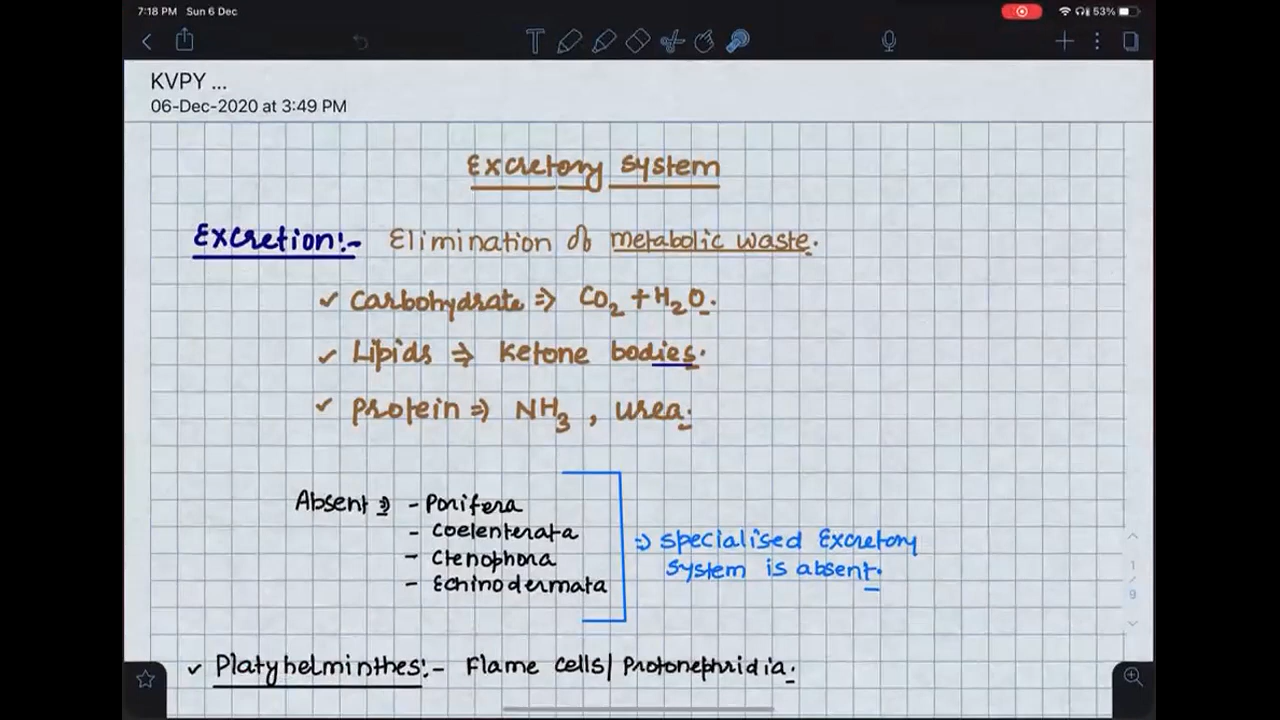 7:18 PM Sun 6 Dec
53%
KVPY ...
06-Dec-2020 at 3:49 PM
Excretory system
Excretion:- Elimination of metabolic waste.
✓ Carbohydrate ⇒ CO₂ + H₂O.
✓ Lipids ⇒ Ketone bodies.
✓ Protein ⇒ NH₃ , urea.
Absent ⇒ - Porifera
- Coelenterata
- Ctenophora
- Echinodermata
⇒ specialised Excretory
system is absent.
1
/
9
✓ Platyhelminthes:- Flame cells/ Protonephridia.